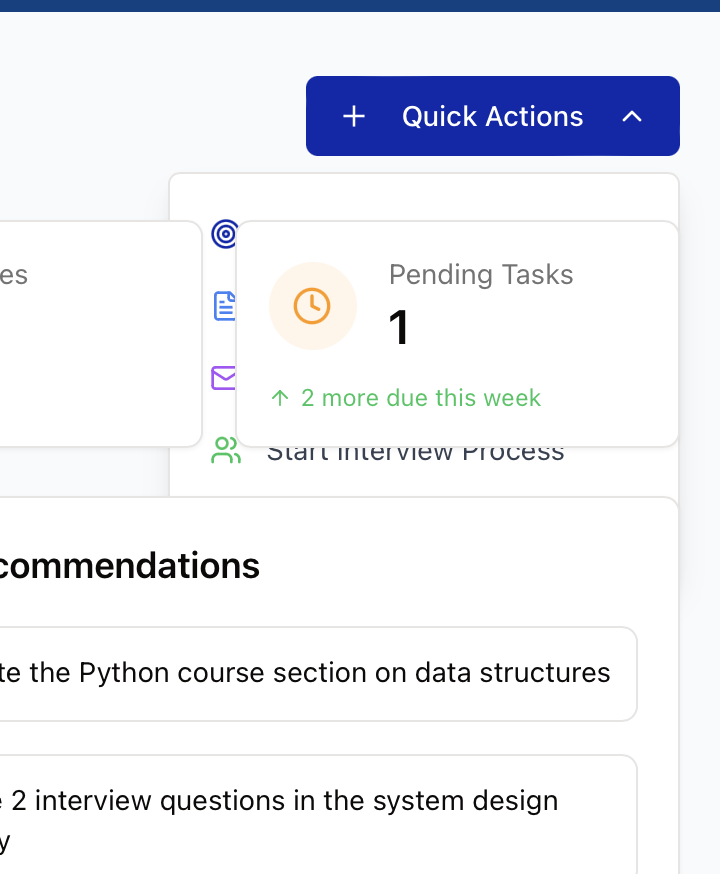 Quick Actions
es
Pending Tasks
1
2 more due this week
Start Interview Process
commendations
te the Python course section on data structures
e 2 interview questions in the system design
y